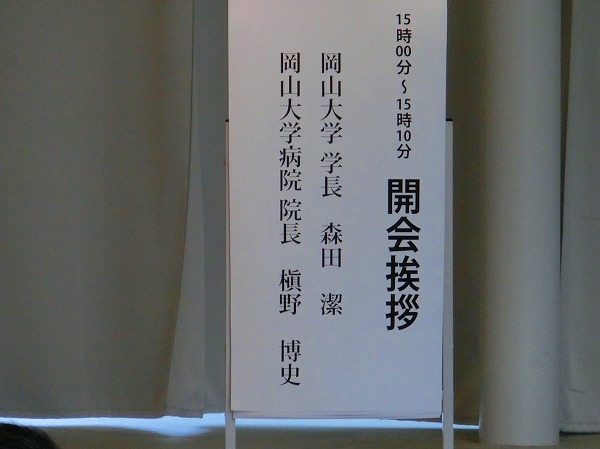 15時00分～15時10分 開会挨拶
岡山大学 学長 森田 潔
岡山大学病院 院長 槇野 博史